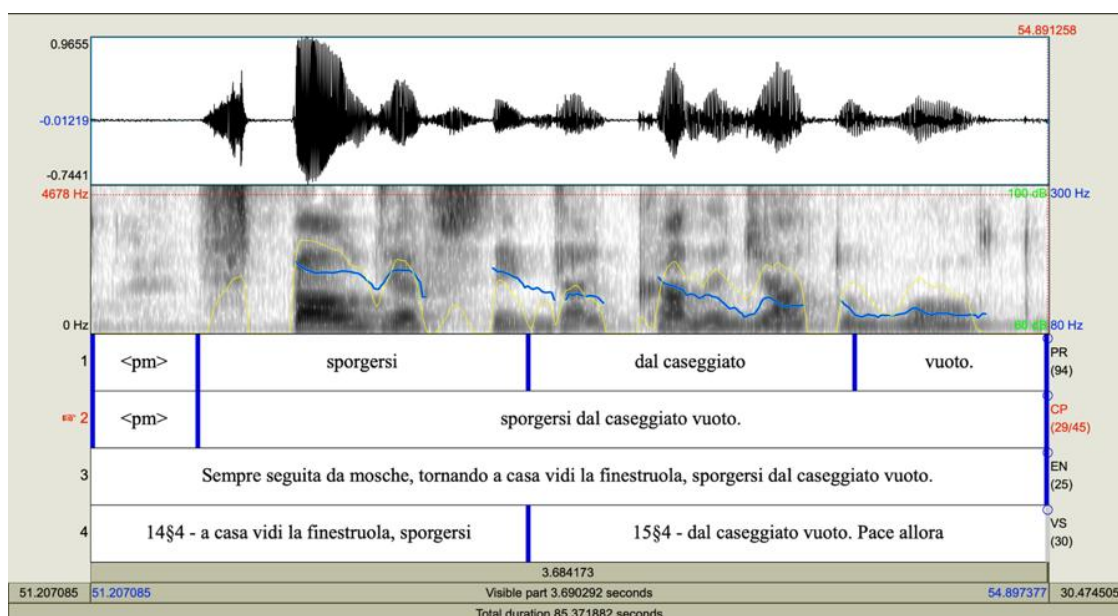 54.891258
0.9655
-0.01219
-0.7441
4678 Hz 100 dB 300 Hz
0 Hz 60 dB 80 Hz
1 <pm> sporgersi dal caseggiato vuoto. PR (94)
2 <pm> sporgersi dal caseggiato vuoto. CP (29/45)
3 Sempre seguita da mosche, tornando a casa vidi la finestruola, sporgersi dal caseggiato vuoto. EN (25)
4 14§4 - a casa vidi la finestruola, sporgersi 15§4 - dal caseggiato vuoto. Pace allora VS (30)
3.684173
51.207085 51.207085 Visible part 3.690292 seconds 54.897377 30.474505
Total duration 85.371882 seconds